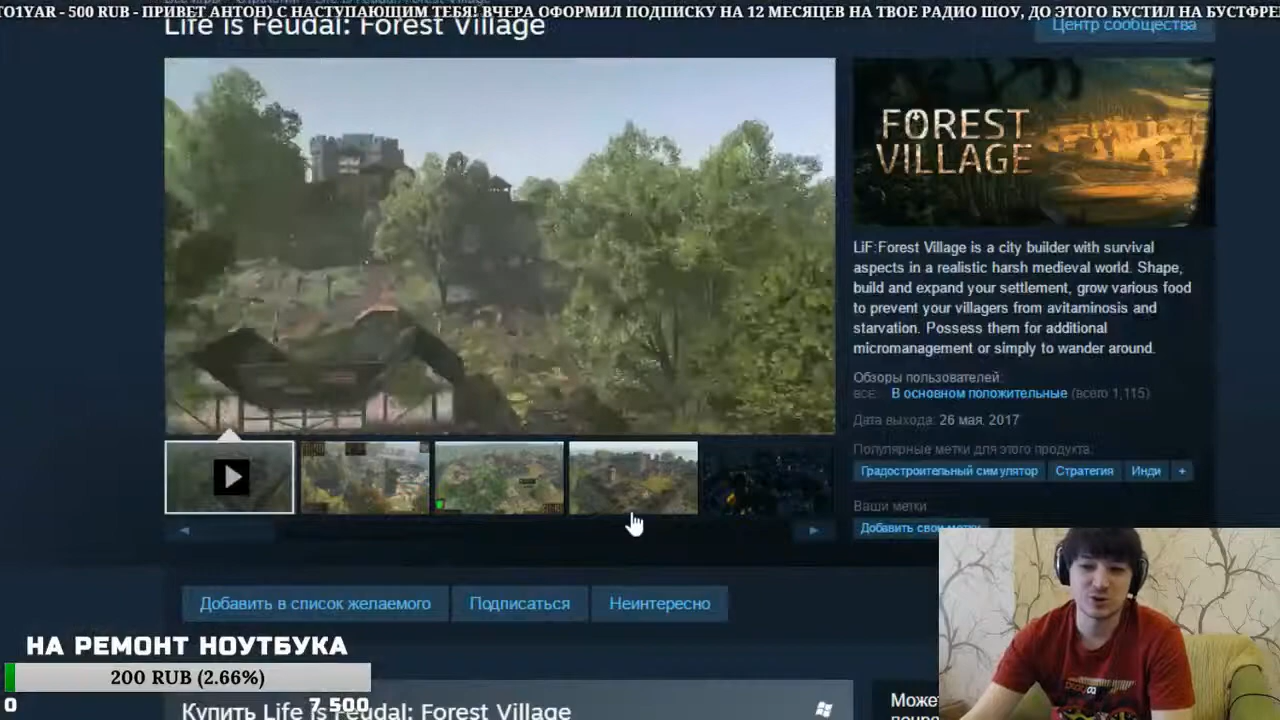 TO1YAR - 500 RUB - ПРИВЕТ АНТОН С НАСТУПАЮЩИМ ТЕБЯ! ВЧЕРА ОФОРМИЛ ПОДПИСКУ НА 12 МЕСЯЦЕВ НА ТВОЕ РАДИО ШОУ, ДО ЭТОГО БУСТИЛ НА БУСТФРЕ
Life is Feudal: Forest Village
Центр сообщества
FOREST
VILLAGE
LiF:Forest Village is a city builder with survival
aspects in a realistic harsh medieval world. Shape,
build and expand your settlement, grow various food
to prevent your villagers from avitaminosis and
starvation. Possess them for additional
micromanagement or simply to wander around.
Обзоры пользователей:
ВСЕ: В основном положительные (всего 1,115)
Дата выхода: 26 мая, 2017
Популярные метки для этого продукта:
Градостроительный симулятор Стратегия Инди +
Ваши метки
Добавить свои метки
Добавить в список желаемого Подписаться Неинтересно
НА РЕМОНТ НОУТБУКА
200 RUB (2.66%)
0 7 500
Купить Life is Feudal: Forest Village
Может